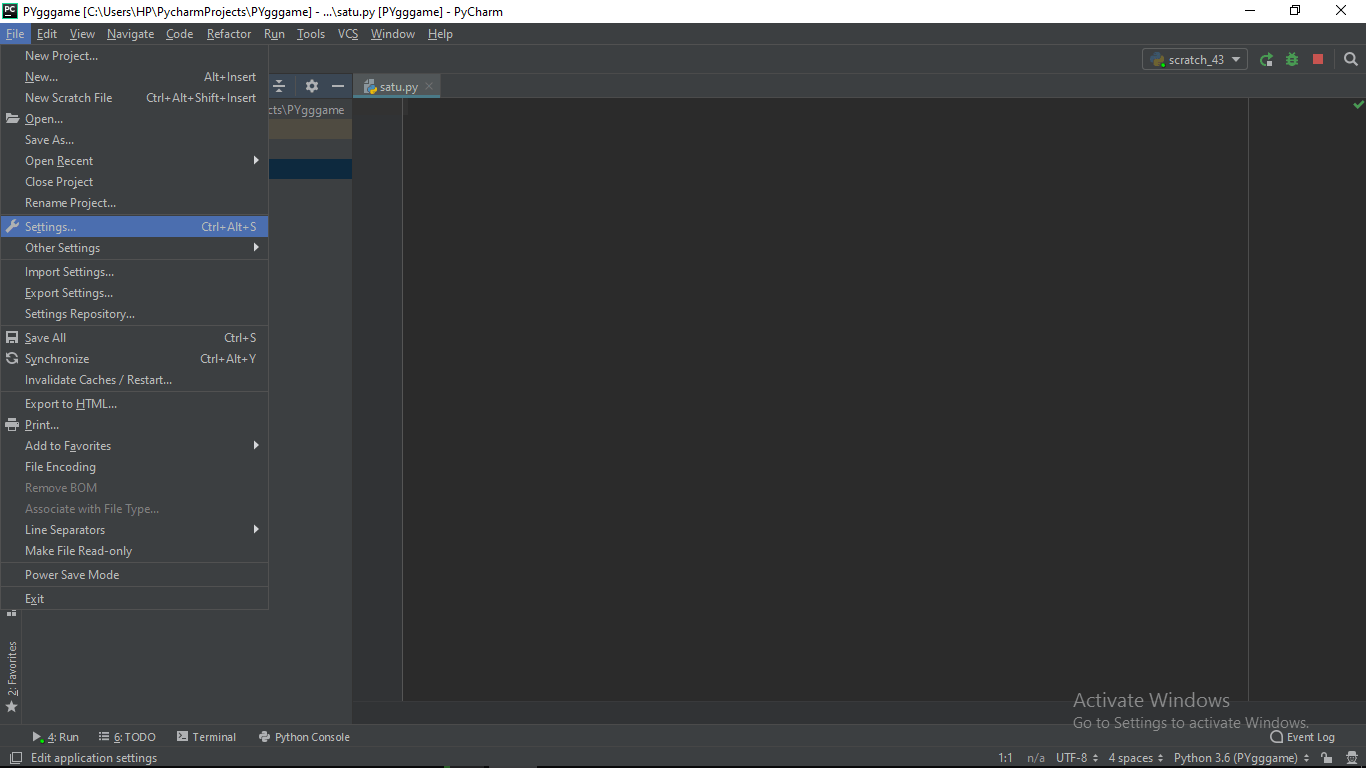 PYgggame [C:\Users\HP\PycharmProjects\PYgggame] - ...\satu.py [PYgggame] - PyCharm
File Edit View Navigate Code Refactor Run Tools VCS Window Help
New Project...
New... Alt+Insert
New Scratch File Ctrl+Alt+Shift+Insert
Open...
Save As...
Open Recent
Close Project
Rename Project...
Settings... Ctrl+Alt+S
Other Settings
Import Settings...
Export Settings...
Settings Repository...
Save All Ctrl+S
Synchronize Ctrl+Alt+Y
Invalidate Caches / Restart...
Export to HTML...
Print...
Add to Favorites
File Encoding
Remove BOM
Associate with File Type...
Line Separators
Make File Read-only
Power Save Mode
Exit
scratch_43
satu.py
cts\PYgggame
2: Favorites
Activate Windows
Go to Settings to activate Windows.
4: Run 6: TODO Terminal Python Console Event Log
Edit application settings 1:1 n/a UTF-8 4 spaces Python 3.6 (PYgggame)